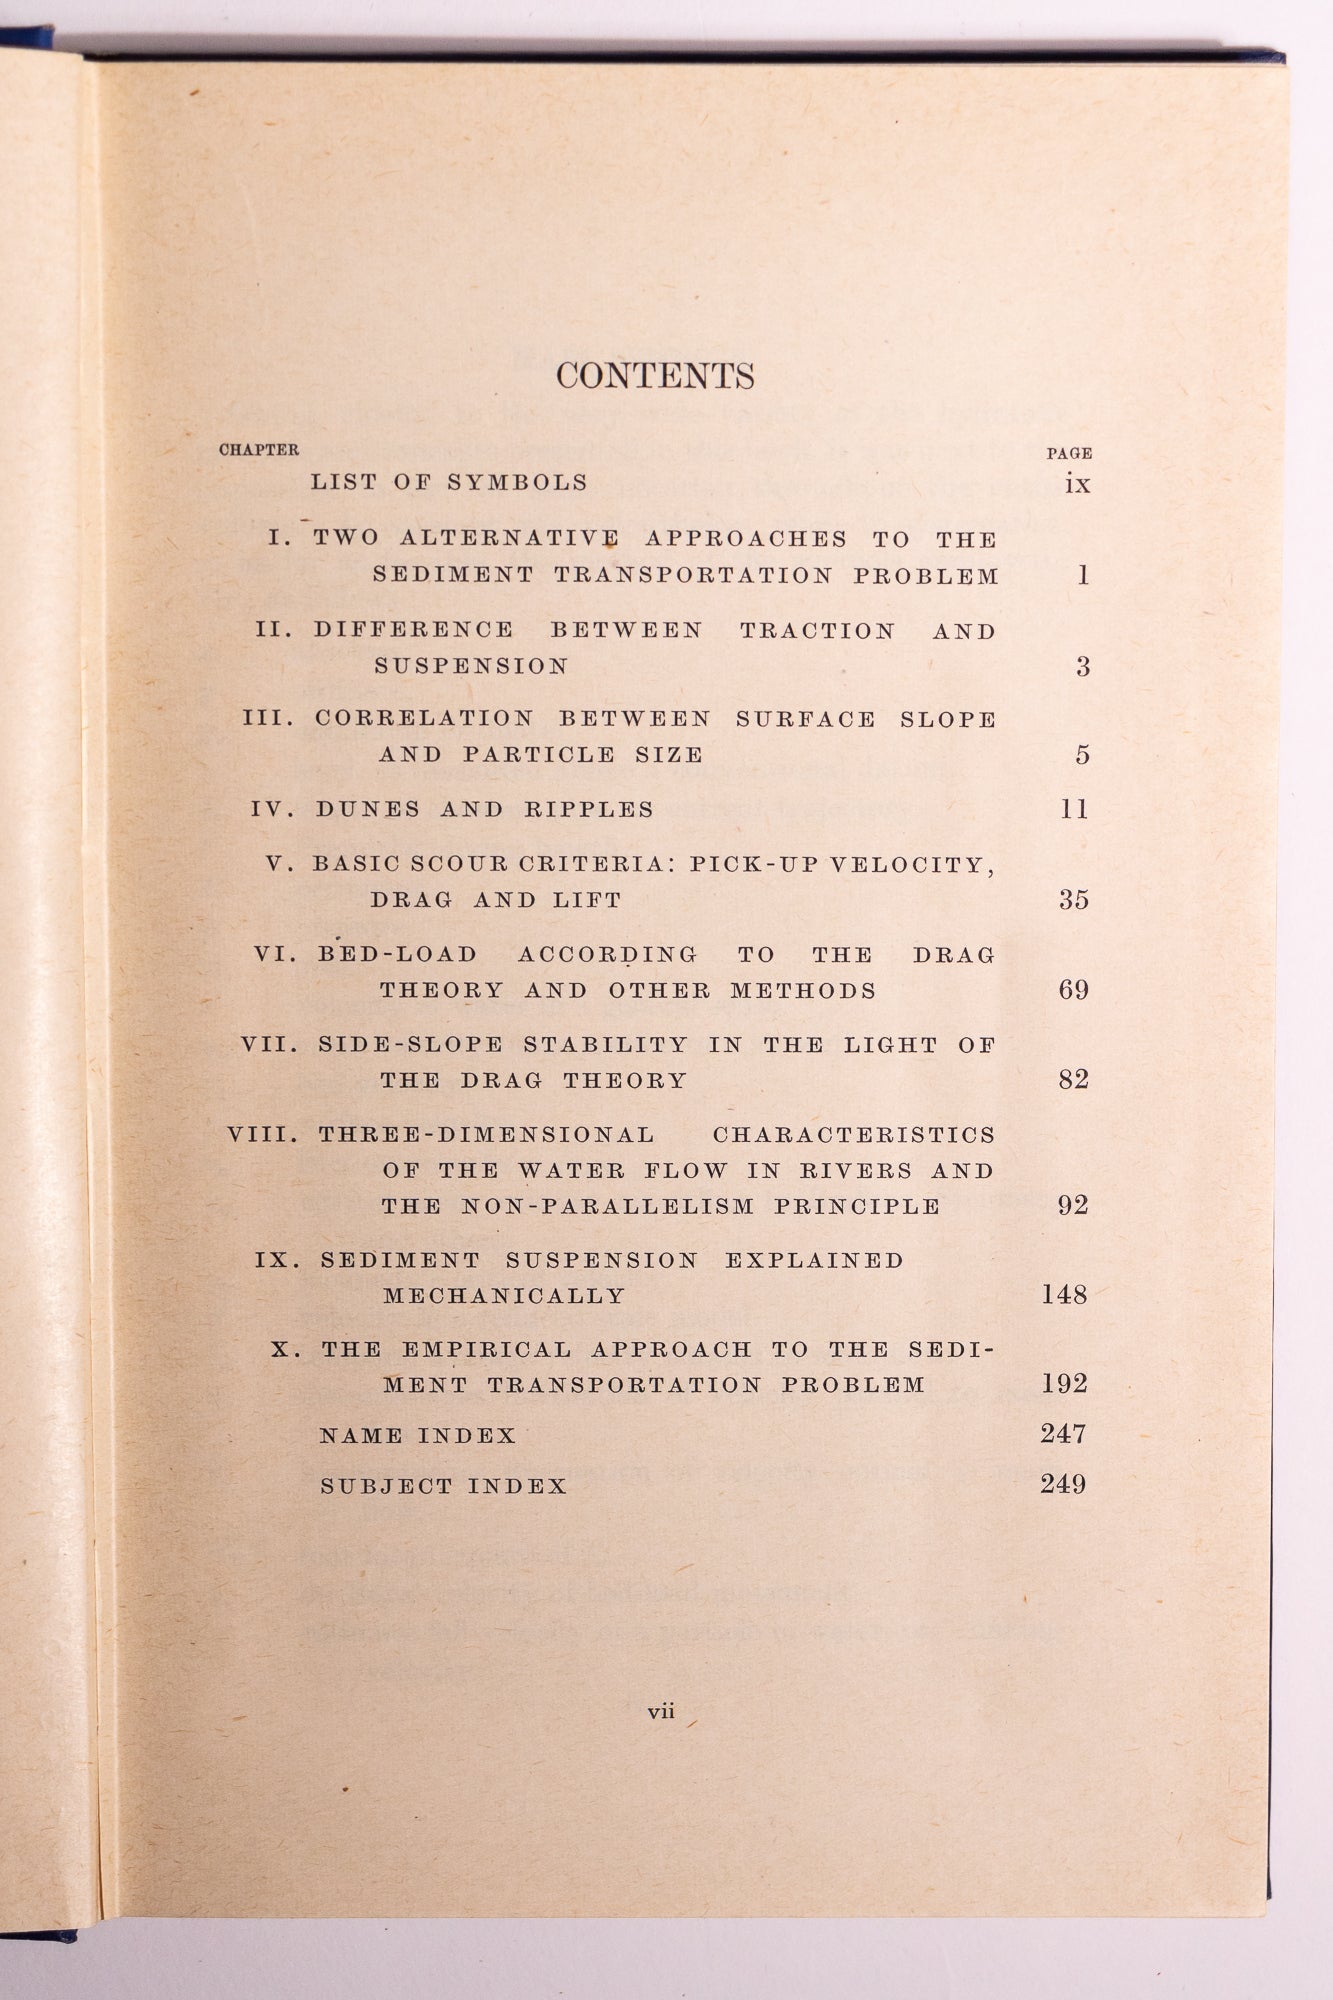 CONTENTS
CHAPTER PAGE
LIST OF SYMBOLS ix
I. TWO ALTERNATIVE APPROACHES TO THE
SEDIMENT TRANSPORTATION PROBLEM 1
II. DIFFERENCE BETWEEN TRACTION AND
SUSPENSION 3
III. CORRELATION BETWEEN SURFACE SLOPE
AND PARTICLE SIZE 5
IV. DUNES AND RIPPLES 11
V. BASIC SCOUR CRITERIA: PICK-UP VELOCITY,
DRAG AND LIFT 35
VI. BED-LOAD ACCORDING TO THE DRAG
THEORY AND OTHER METHODS 69
VII. SIDE-SLOPE STABILITY IN THE LIGHT OF
THE DRAG THEORY 82
VIII. THREE-DIMENSIONAL CHARACTERISTICS
OF THE WATER FLOW IN RIVERS AND
THE NON-PARALLELISM PRINCIPLE 92
IX. SEDIMENT SUSPENSION EXPLAINED
MECHANICALLY 148
X. THE EMPIRICAL APPROACH TO THE SEDI-
MENT TRANSPORTATION PROBLEM 192
NAME INDEX 247
SUBJECT INDEX 249
vii